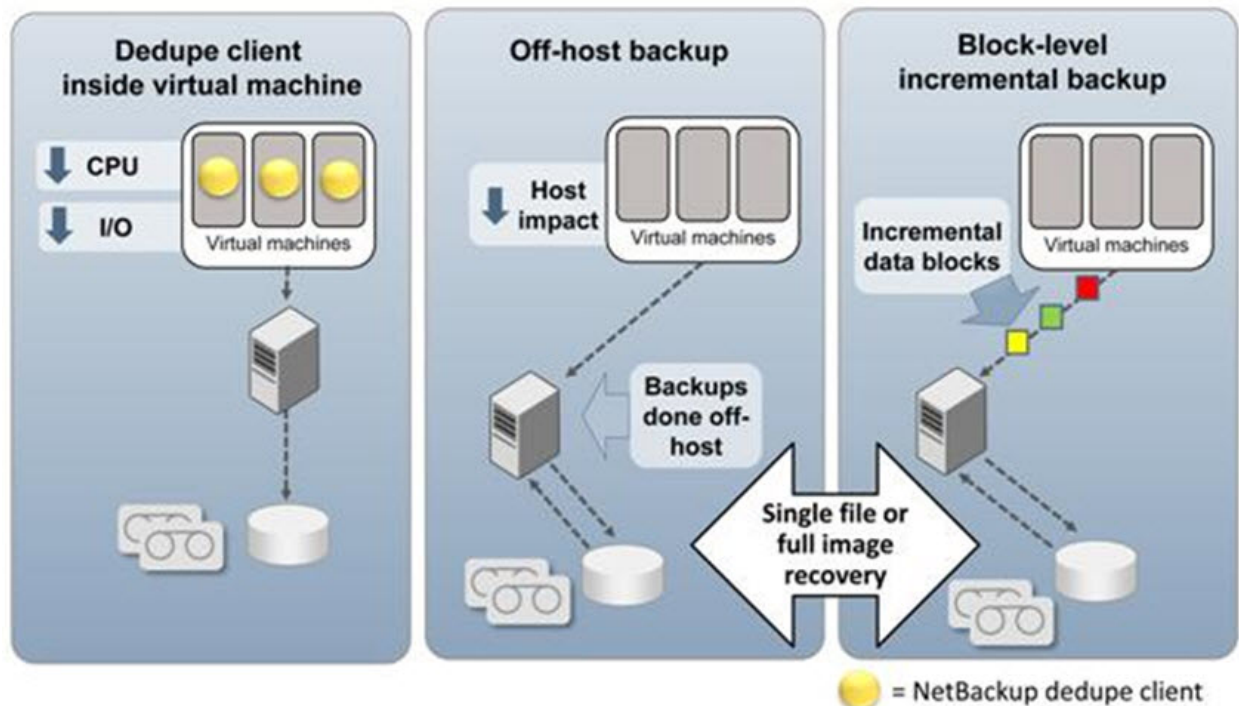 Dedupe client
inside virtual machine
CPU
I/O
Virtual machines
Off-host backup
Host
impact
Virtual machines
Backups
done off-
host
Block-level
incremental backup
Incremental
data blocks
Virtual machines
Single file or
full image
recovery
= NetBackup dedupe client